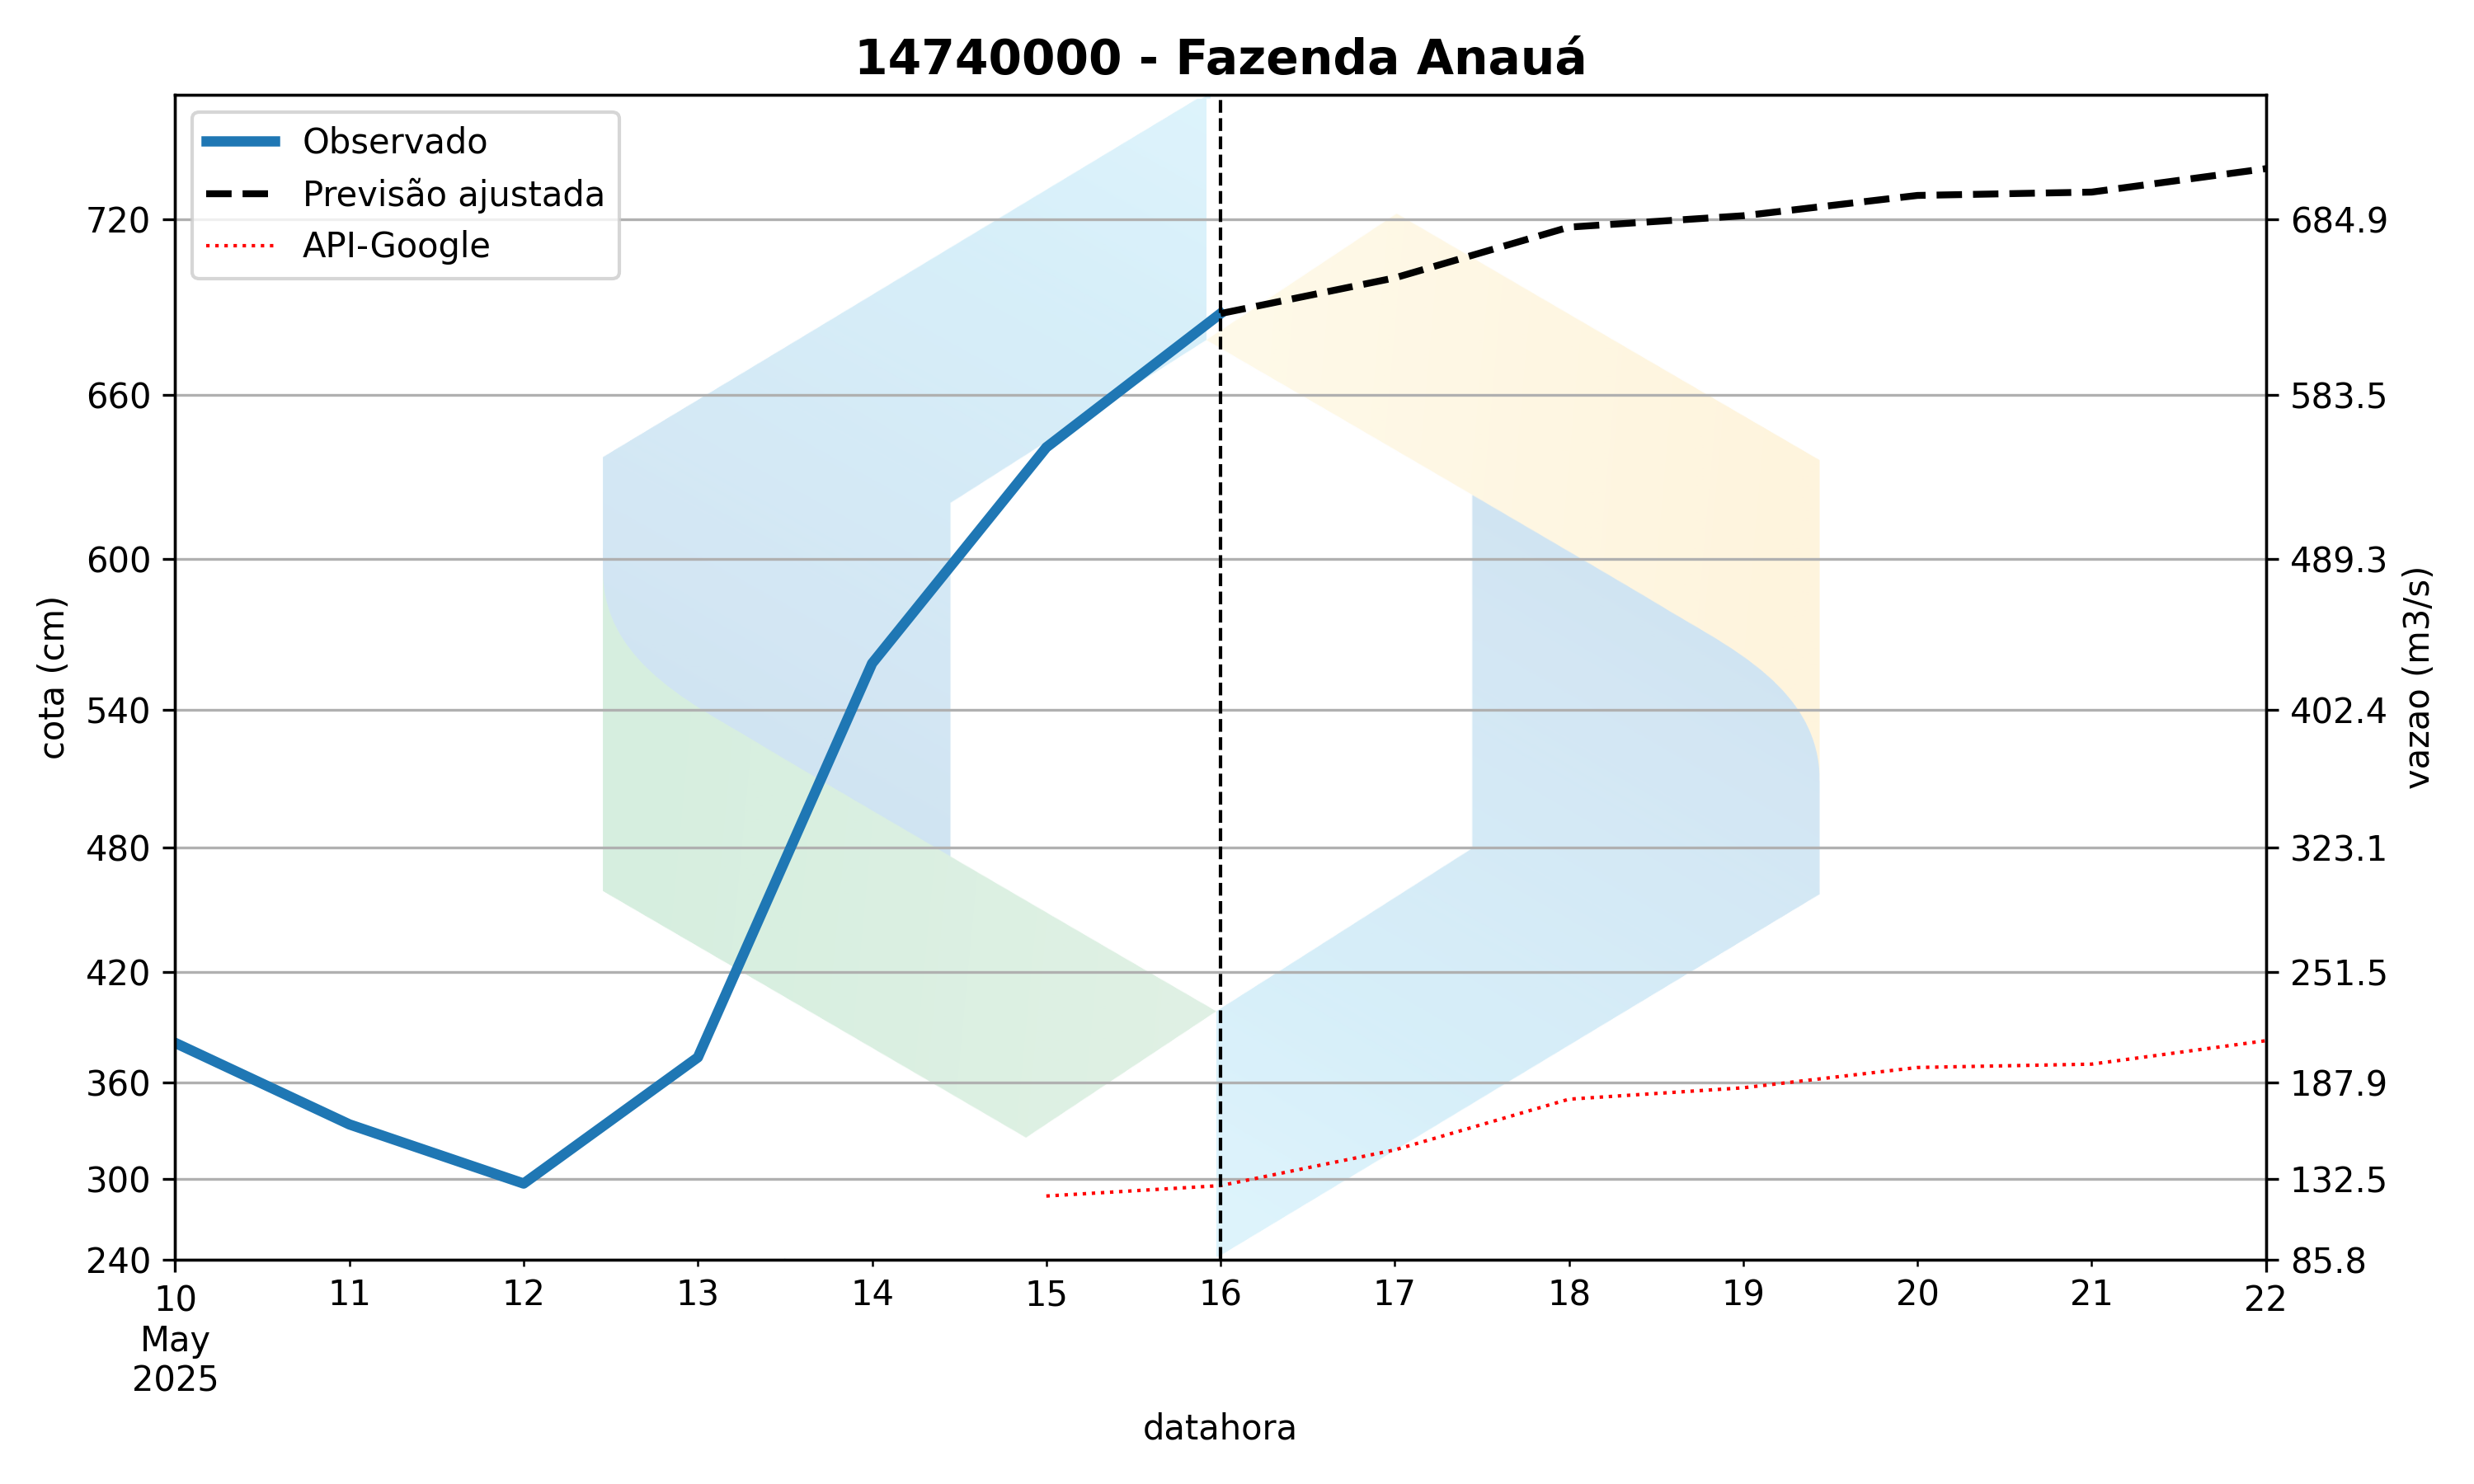 14740000 - Fazenda Anauá
Observado
Previsão ajustada
API-Google
720
660
600
540
480
420
360
300
240
cota (cm)
684.9
583.5
489.3
402.4
323.1
251.5
187.9
132.5
85.8
vazao (m3/s)
10 11 12 13 14 15 16 17 18 19 20 21 22
May
2025
datahora